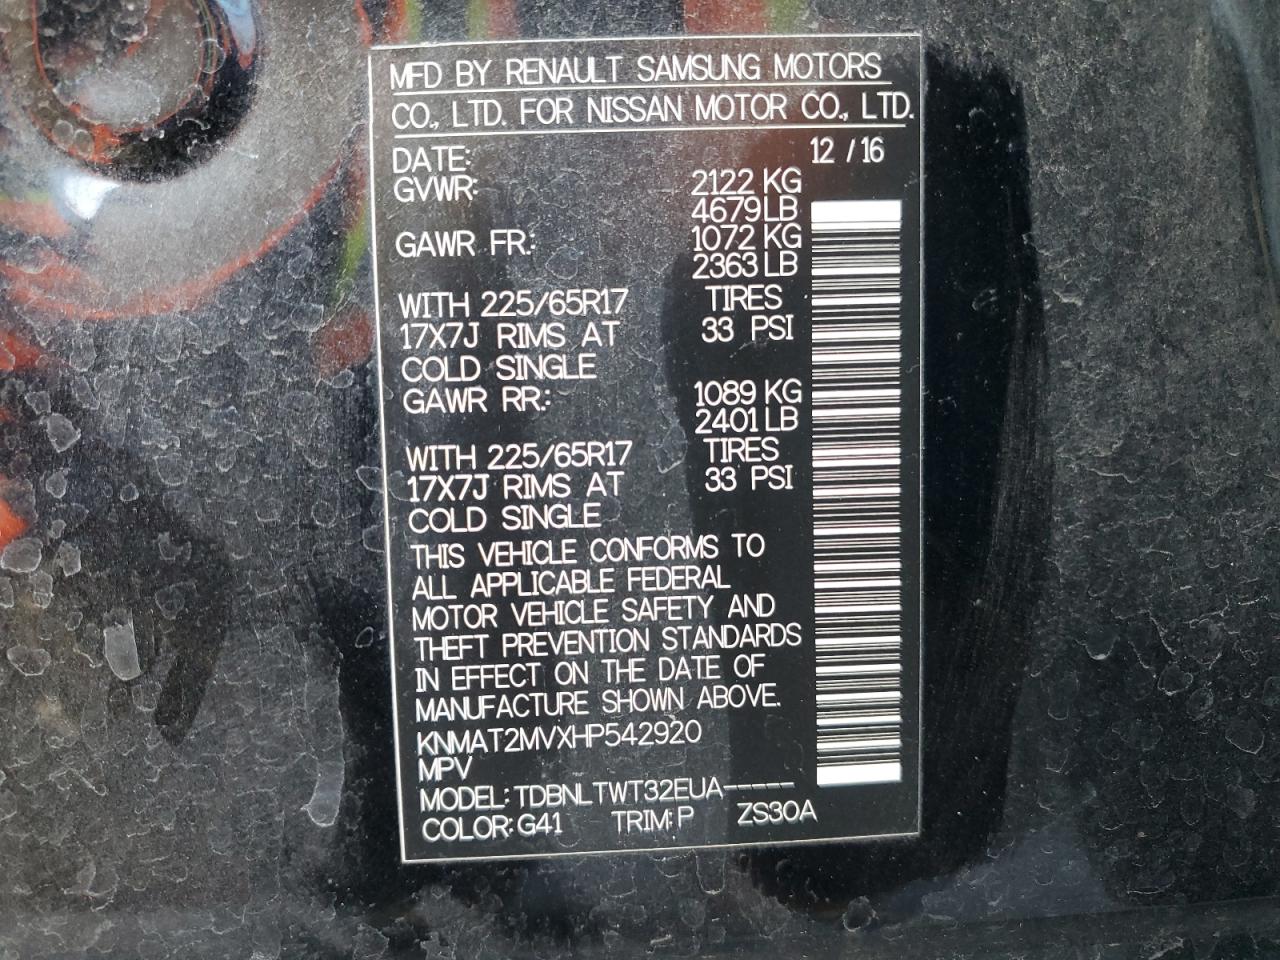 MFD BY RENAULT SAMSUNG MOTORS
CO., LTD. FOR NISSAN MOTOR CO., LTD.
DATE: 12 / 16
GVWR: 2122 KG
4679 LB
GAWR FR.: 1072 KG
2363 LB
WITH 225/65R17 TIRES
17X7J RIMS AT 33 PSI
COLD SINGLE
GAWR RR.: 1089 KG
2401 LB
WITH 225/65R17 TIRES
17X7J RIMS AT 33 PSI
COLD SINGLE
THIS VEHICLE CONFORMS TO
ALL APPLICABLE FEDERAL
MOTOR VEHICLE SAFETY AND
THEFT PREVENTION STANDARDS
IN EFFECT ON THE DATE OF
MANUFACTURE SHOWN ABOVE.
KNMAT2MVXHP542920
MPV
MODEL: TDBNLTWT32EUA-----
COLOR: G41 TRIM: P ZS30A